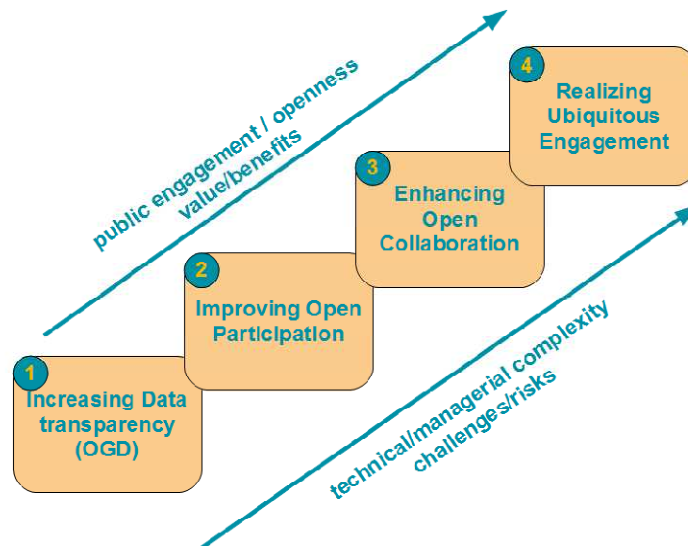 public engagement / openness
value/benefits
4
Realizing
Ubiquitous
Engagement
3
Enhancing
Open
Collaboration
2
Improving Open
Participation
1
Increasing Data
transparency
(OGD)
technical/managerial complexity
challenges/risks